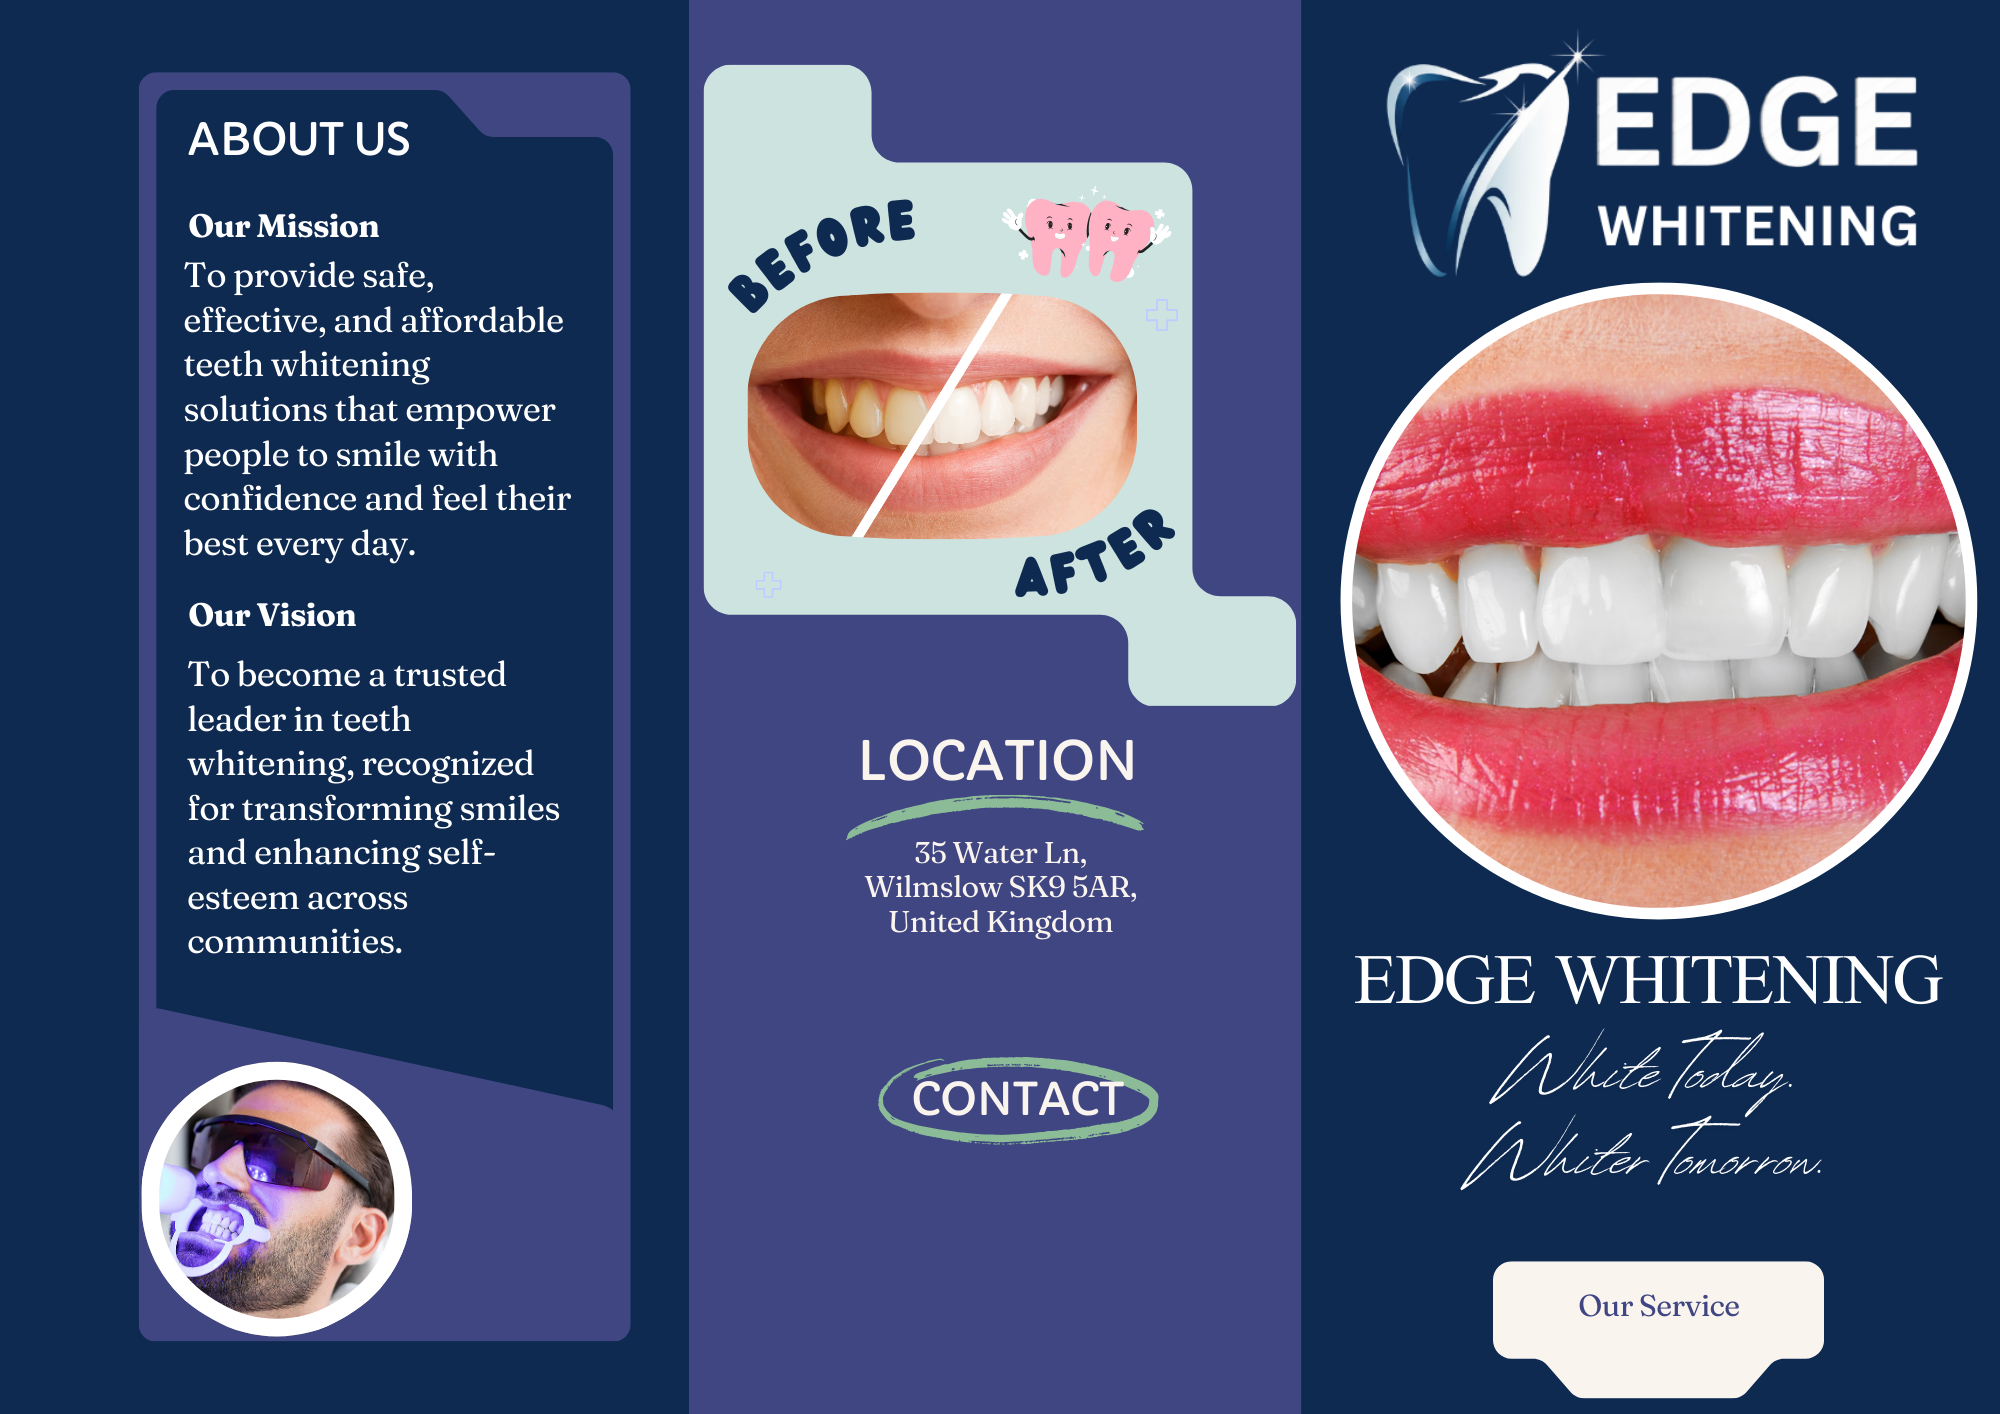 ABOUT US
Our Mission
To provide safe,
effective, and affordable
teeth whitening
solutions that empower
people to smile with
confidence and feel their
best every day.
Our Vision
To become a trusted
leader in teeth
whitening, recognized
for transforming smiles
and enhancing self-
esteem across
communities.
BEFORE
AFTER
LOCATION
35 Water Ln,
Wilmslow SK9 5AR,
United Kingdom
CONTACT
EDGE
WHITENING
EDGE WHITENING
White Today.
Whiter Tomorrow.
Our Service